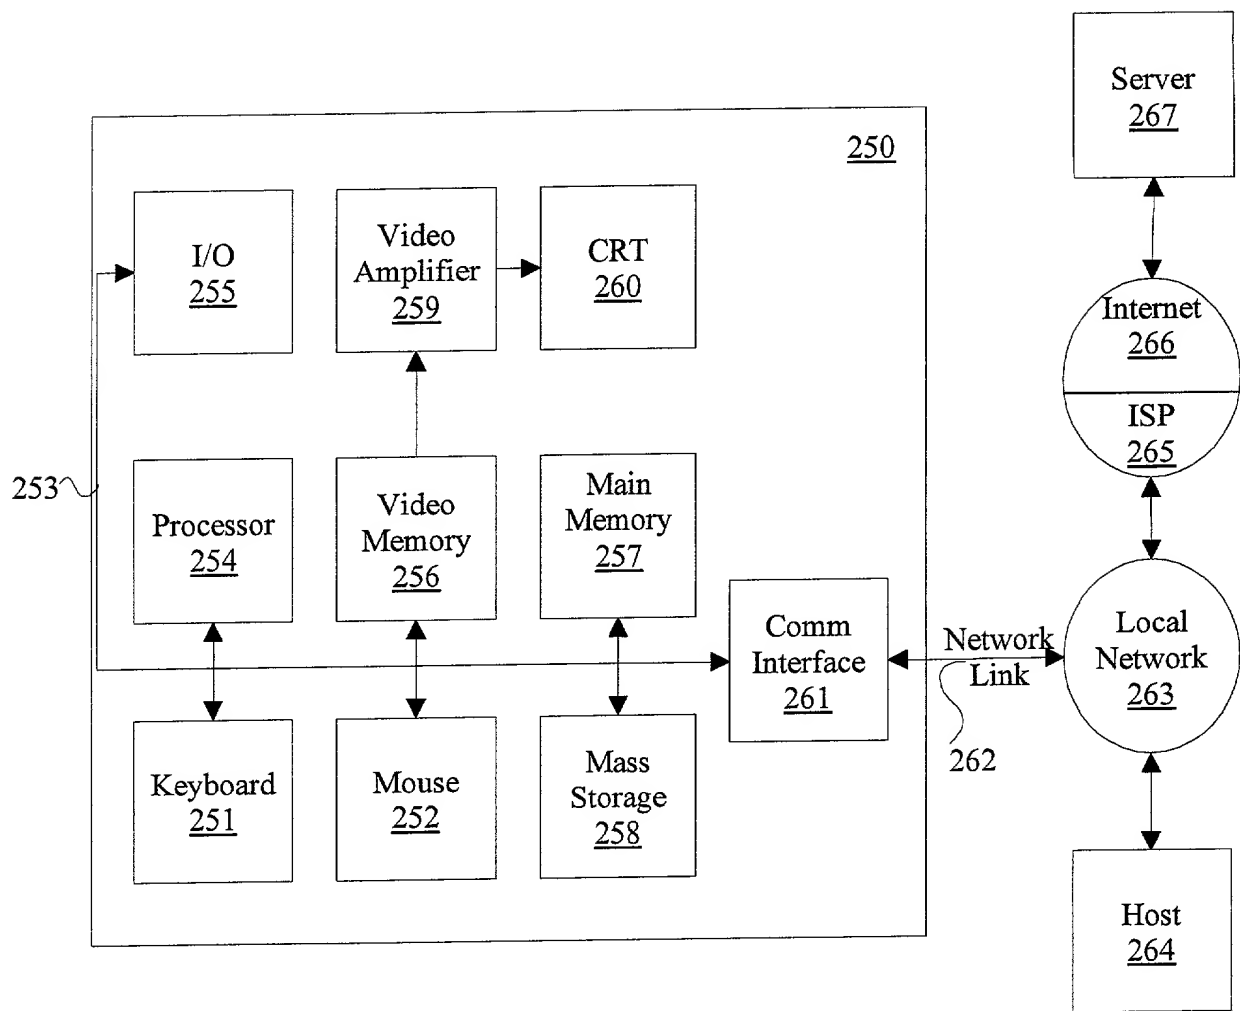 Server
267
250
I/O
255
Video
Amplifier
259
CRT
260
Internet
266
ISP
265
253
Processor
254
Video
Memory
256
Main
Memory
257
Comm
Interface
261
Network
Link
262
Local
Network
263
Keyboard
251
Mouse
252
Mass
Storage
258
Host
264